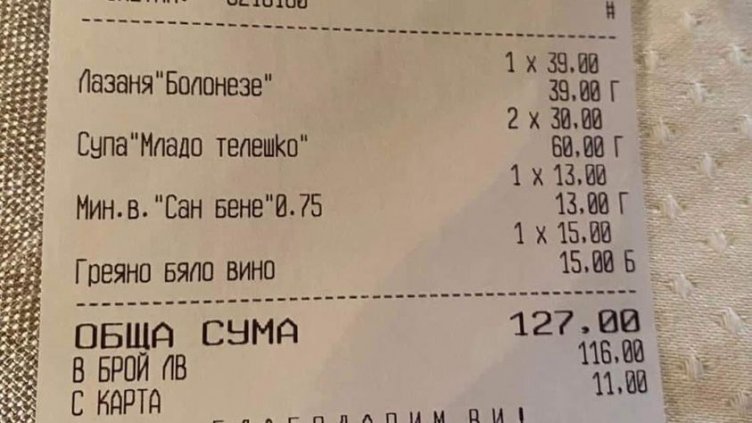 #
1 x 39.00
Лазаня"Болонезе" 39.00 Г
2 x 30.00
Супа"Младо телешко" 60.00 Г
1 x 13.00
Мин.в."Сан бене"0.75 13.00 Г
1 x 15.00
Греяно бяло вино 15.00 Б
ОБЩА СУМА 127,00
В БРОЙ ЛВ 116.00
С КАРТА 11.00
БЛАГОДАРИМ ВИ!